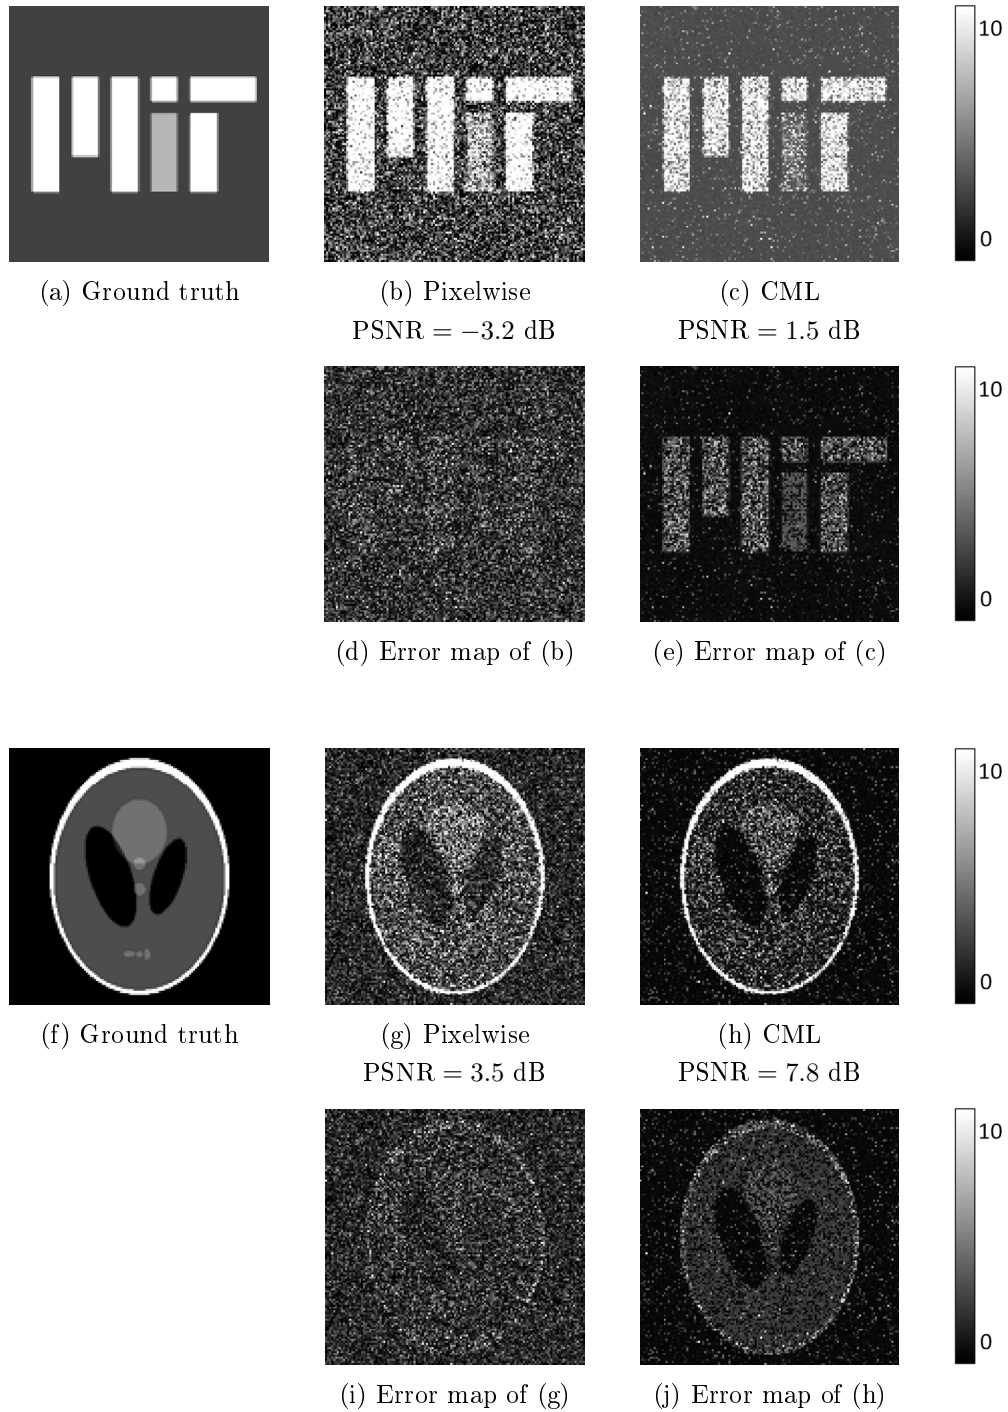 10
0
(a) Ground truth
(b) Pixelwise
PSNR = −3.2 dB
(c) CML
PSNR = 1.5 dB
10
0
(d) Error map of (b)
(e) Error map of (c)
10
0
(f) Ground truth
(g) Pixelwise
PSNR = 3.5 dB
(h) CML
PSNR = 7.8 dB
10
0
(i) Error map of (g)
(j) Error map of (h)